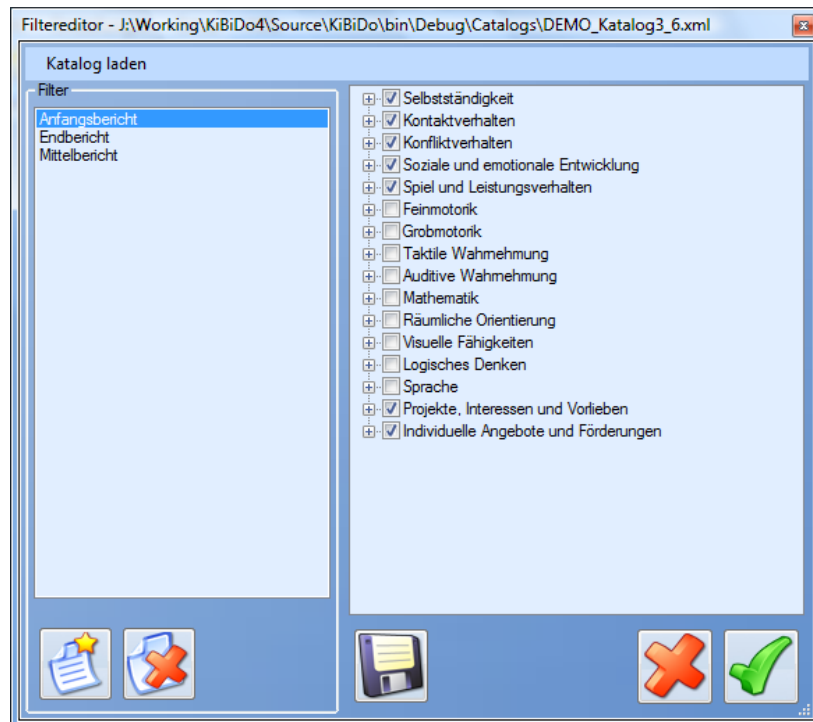 Filtereditor - J:\Working\KiBiDo4\Source\KiBiDo\bin\Debug\Catalogs\DEMO_Katalog3_6.xml
Katalog laden
Filter
Anfangsbericht
Endbericht
Mittelbericht
Selbstständigkeit
Kontaktverhalten
Konfliktverhalten
Soziale und emotionale Entwicklung
Spiel und Leistungsverhalten
Feinmotorik
Grobmotorik
Taktile Wahrnehmung
Auditive Wahrnehmung
Mathematik
Räumliche Orientierung
Visuelle Fähigkeiten
Logisches Denken
Sprache
Projekte, Interessen und Vorlieben
Individuelle Angebote und Förderungen